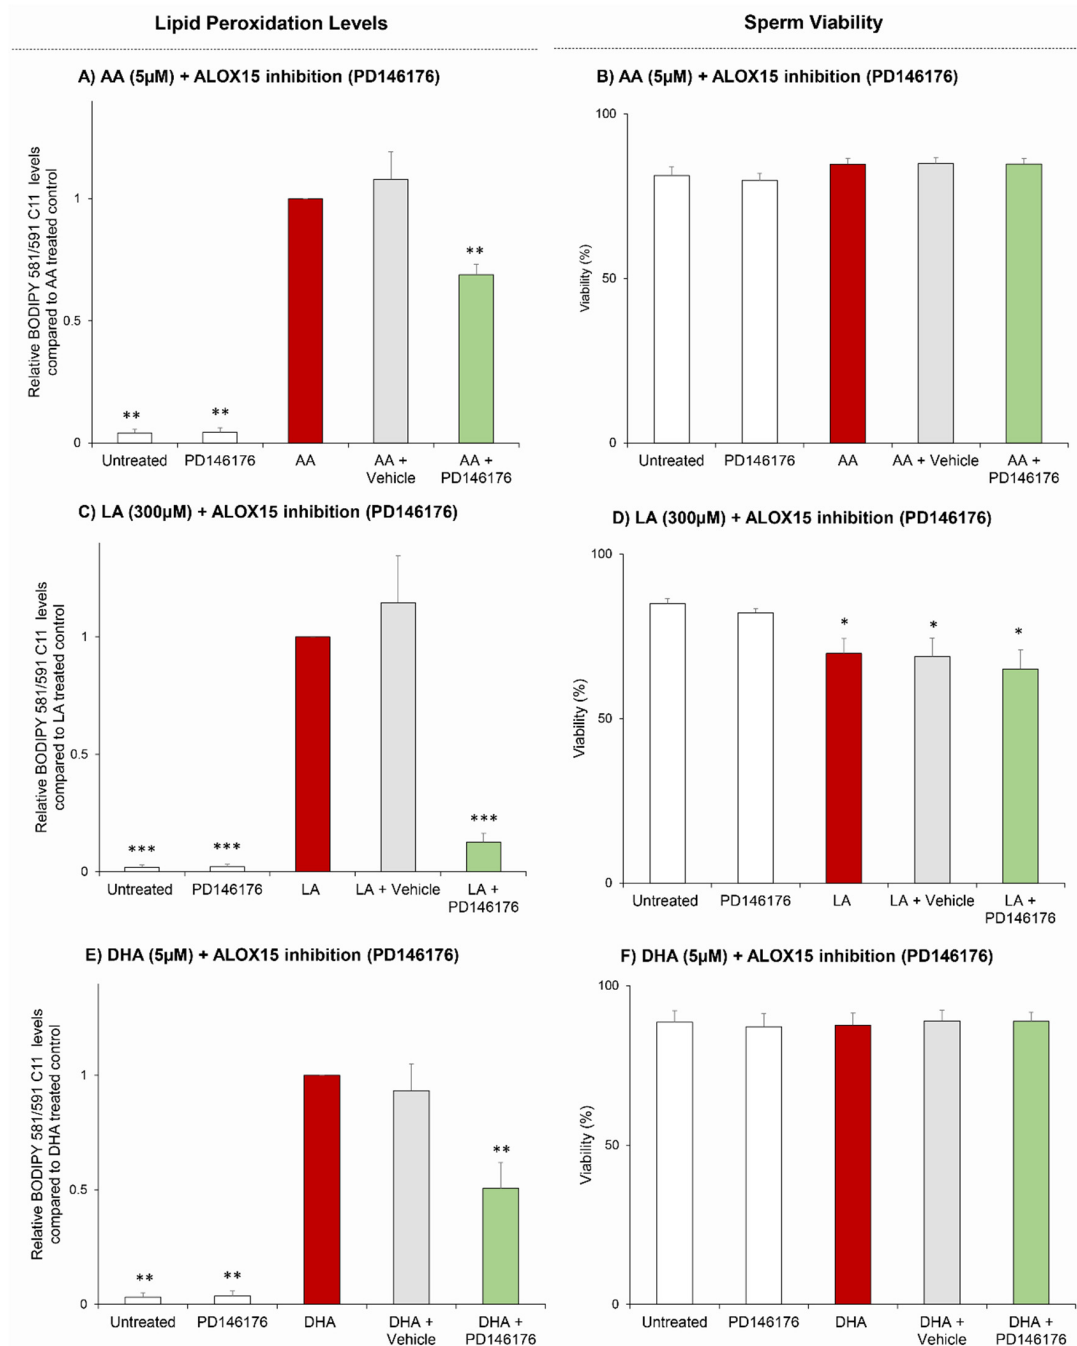 Lipid Peroxidation Levels
Sperm Viability
A) AA (5µM) + ALOX15 inhibition (PD146176)
Relative BODIPY 581/591 C11 levels
compared to AA treated control
1
0.5
0
**
**
**
Untreated
PD146176
AA
AA +
Vehicle
AA +
PD146176
B) AA (5µM) + ALOX15 inhibition (PD146176)
Viability (%)
100
50
0
Untreated
PD146176
AA
AA + Vehicle
AA +
PD146176
C) LA (300µM) + ALOX15 inhibition (PD146176)
Relative BODIPY 581/591 C11 levels
compared to LA treated control
1
0.5
0
***
***
***
Untreated
PD146176
LA
LA + Vehicle
LA +
PD146176
D) LA (300µM) + ALOX15 inhibition (PD146176)
Viability (%)
100
50
0
*
*
*
Untreated
PD146176
LA
LA + Vehicle
LA +
PD146176
E) DHA (5µM) + ALOX15 inhibition (PD146176)
Relative BODIPY 581/591 C11 levels
compared to DHA treated control
1
0.5
0
**
**
**
Untreated
PD146176
DHA
DHA +
Vehicle
DHA +
PD146176
F) DHA (5µM) + ALOX15 inhibition (PD146176)
Viability (%)
100
50
0
Untreated
PD146176
DHA
DHA +
Vehicle
DHA +
PD146176